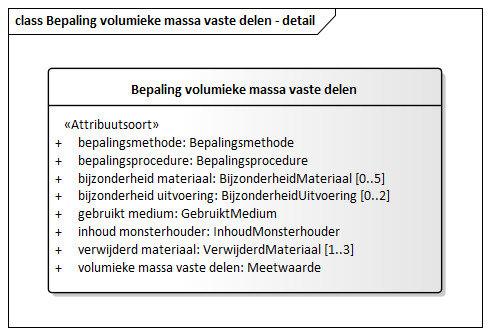 class Bepaling volumieke massa vaste delen - detail
Bepaling volumieke massa vaste delen
«Attribuutsoort»
+ bepalingsmethode: Bepalingsmethode
+ bepalingsprocedure: Bepalingsprocedure
+ bijzonderheid materiaal: BijzonderheidMateriaal [0..5]
+ bijzonderheid uitvoering: BijzonderheidUitvoering [0..2]
+ gebruikt medium: GebruiktMedium
+ inhoud monsterhouder: InhoudMonsterhouder
+ verwijderd materiaal: VerwijderdMateriaal [1..3]
+ volumieke massa vaste delen: Meetwaarde